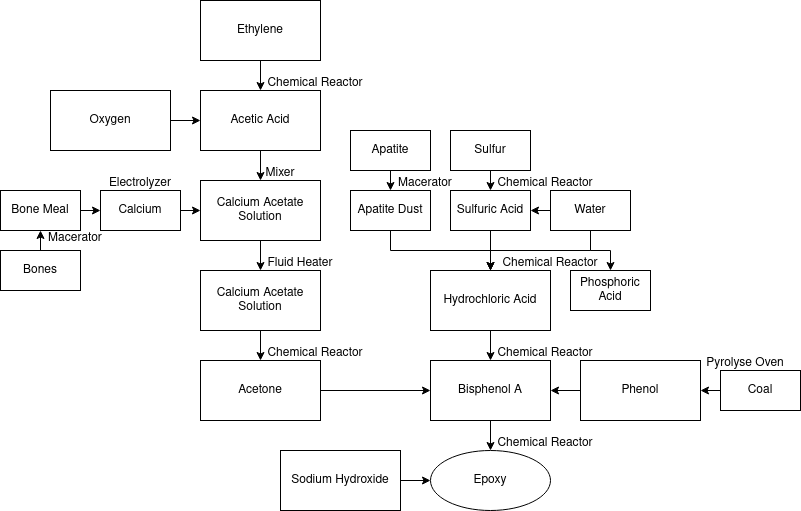 Ethylene
Chemical Reactor
Oxygen
Acetic Acid
Apatite
Sulfur
Mixer
Electrolyzer
Macerator
Chemical Reactor
Bone Meal
Calcium
Calcium Acetate
Solution
Apatite Dust
Sulfuric Acid
Water
Macerator
Bones
Fluid Heater
Chemical Reactor
Calcium Acetate
Solution
Hydrochloric Acid
Phosphoric
Acid
Chemical Reactor
Chemical Reactor
Pyrolyse Oven
Acetone
Bisphenol A
Phenol
Coal
Chemical Reactor
Sodium Hydroxide
Epoxy